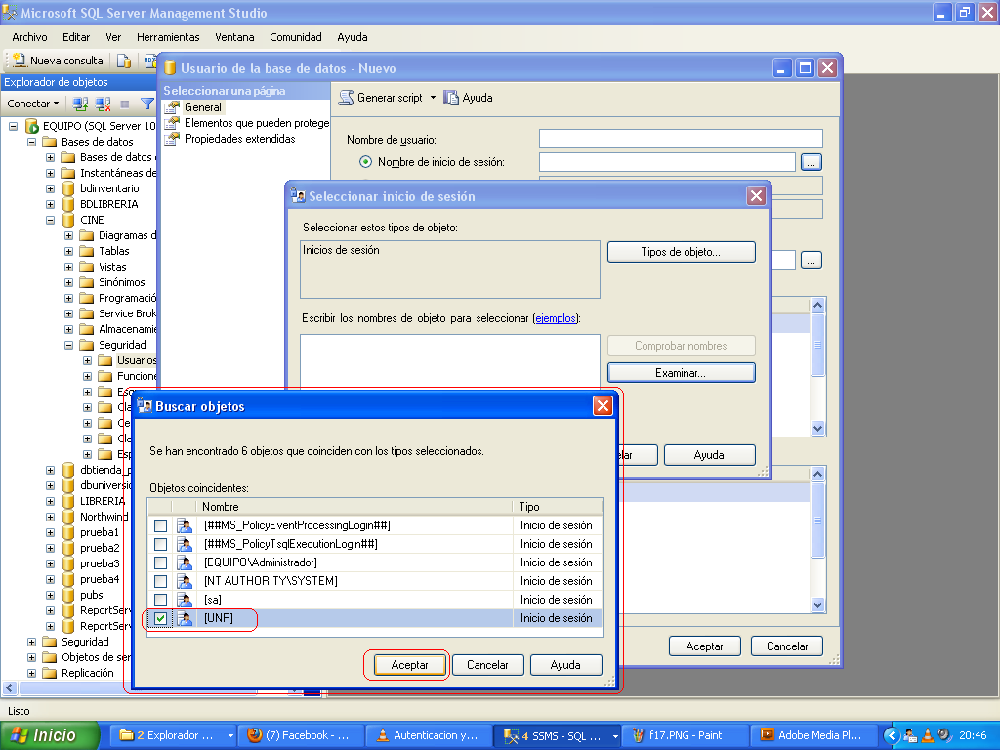 Microsoft SQL Server Management Studio
Archivo Editar Ver Herramientas Ventana Comunidad Ayuda
Nueva consulta
Explorador de objetos
Conectar
EQUIPO (SQL Server 10
Bases de datos
Bases de datos
Instantáneas de
bdinventario
BDLIBRERIA
CINE
Diagramas d
Tablas
Vistas
Sinónimos
Programació
Service Brok
Almacenamie
Seguridad
Usuarios
Funcione
Esq
Cla
Ce
Cla
Esp
dbtienda_p
dbuniversid
LIBRERIA
Northwind
prueba1
prueba2
prueba3
prueba4
pubs
ReportServ
ReportServ
Seguridad
Objetos de ser
Replicación
Listo
Usuario de la base de datos - Nuevo
Seleccionar una página
General
Elementos que pueden protege
Propiedades extendidas
Generar script Ayuda
Nombre de usuario:
Nombre de inicio de sesión:
...
...
Aceptar Cancelar
Seleccionar inicio de sesión
Seleccionar estos tipos de objeto:
Inicios de sesión
Tipos de objeto...
Escribir los nombres de objeto para seleccionar (ejemplos):
Comprobar nombres
Examinar...
lar Ayuda
Buscar objetos
Se han encontrado 6 objetos que coinciden con los tipos seleccionados.
Objetos coincidentes:
Nombre Tipo
[##MS_PolicyEventProcessingLogin##] Inicio de sesión
[##MS_PolicyTsqlExecutionLogin##] Inicio de sesión
[EQUIPO\Administrador] Inicio de sesión
[NT AUTHORITY\SYSTEM] Inicio de sesión
[sa] Inicio de sesión
[UNP] Inicio de sesión
Aceptar Cancelar Ayuda
Inicio 2 Explorador ... (7) Facebook - ... Autenticacion y... 4 SSMS - SQL ... f17.PNG - Paint Adobe Media Pl... 20:46